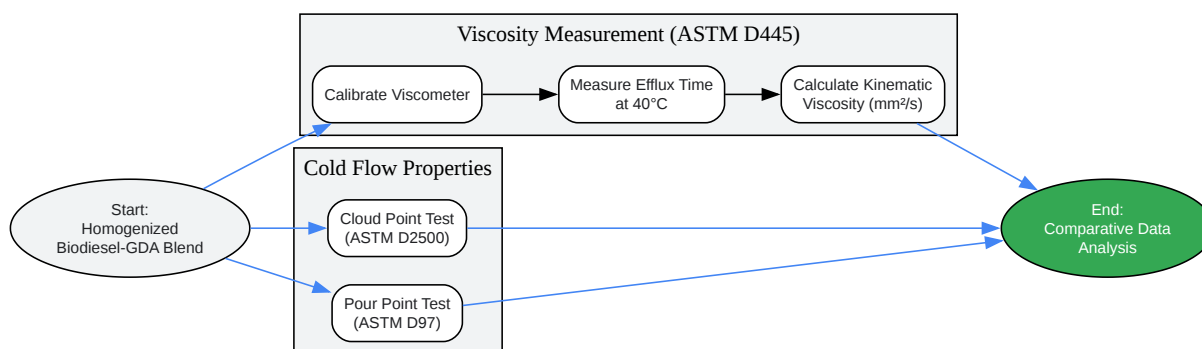 Viscosity Measurement (ASTM D445)
Calibrate Viscometer
Measure Efflux Time
at 40°C
Calculate Kinematic
Viscosity (mm²/s)
Cold Flow Properties
Start:
Homogenized
Biodiesel-GDA Blend
Cloud Point Test
(ASTM D2500)
Pour Point Test
(ASTM D97)
End:
Comparative Data
Analysis